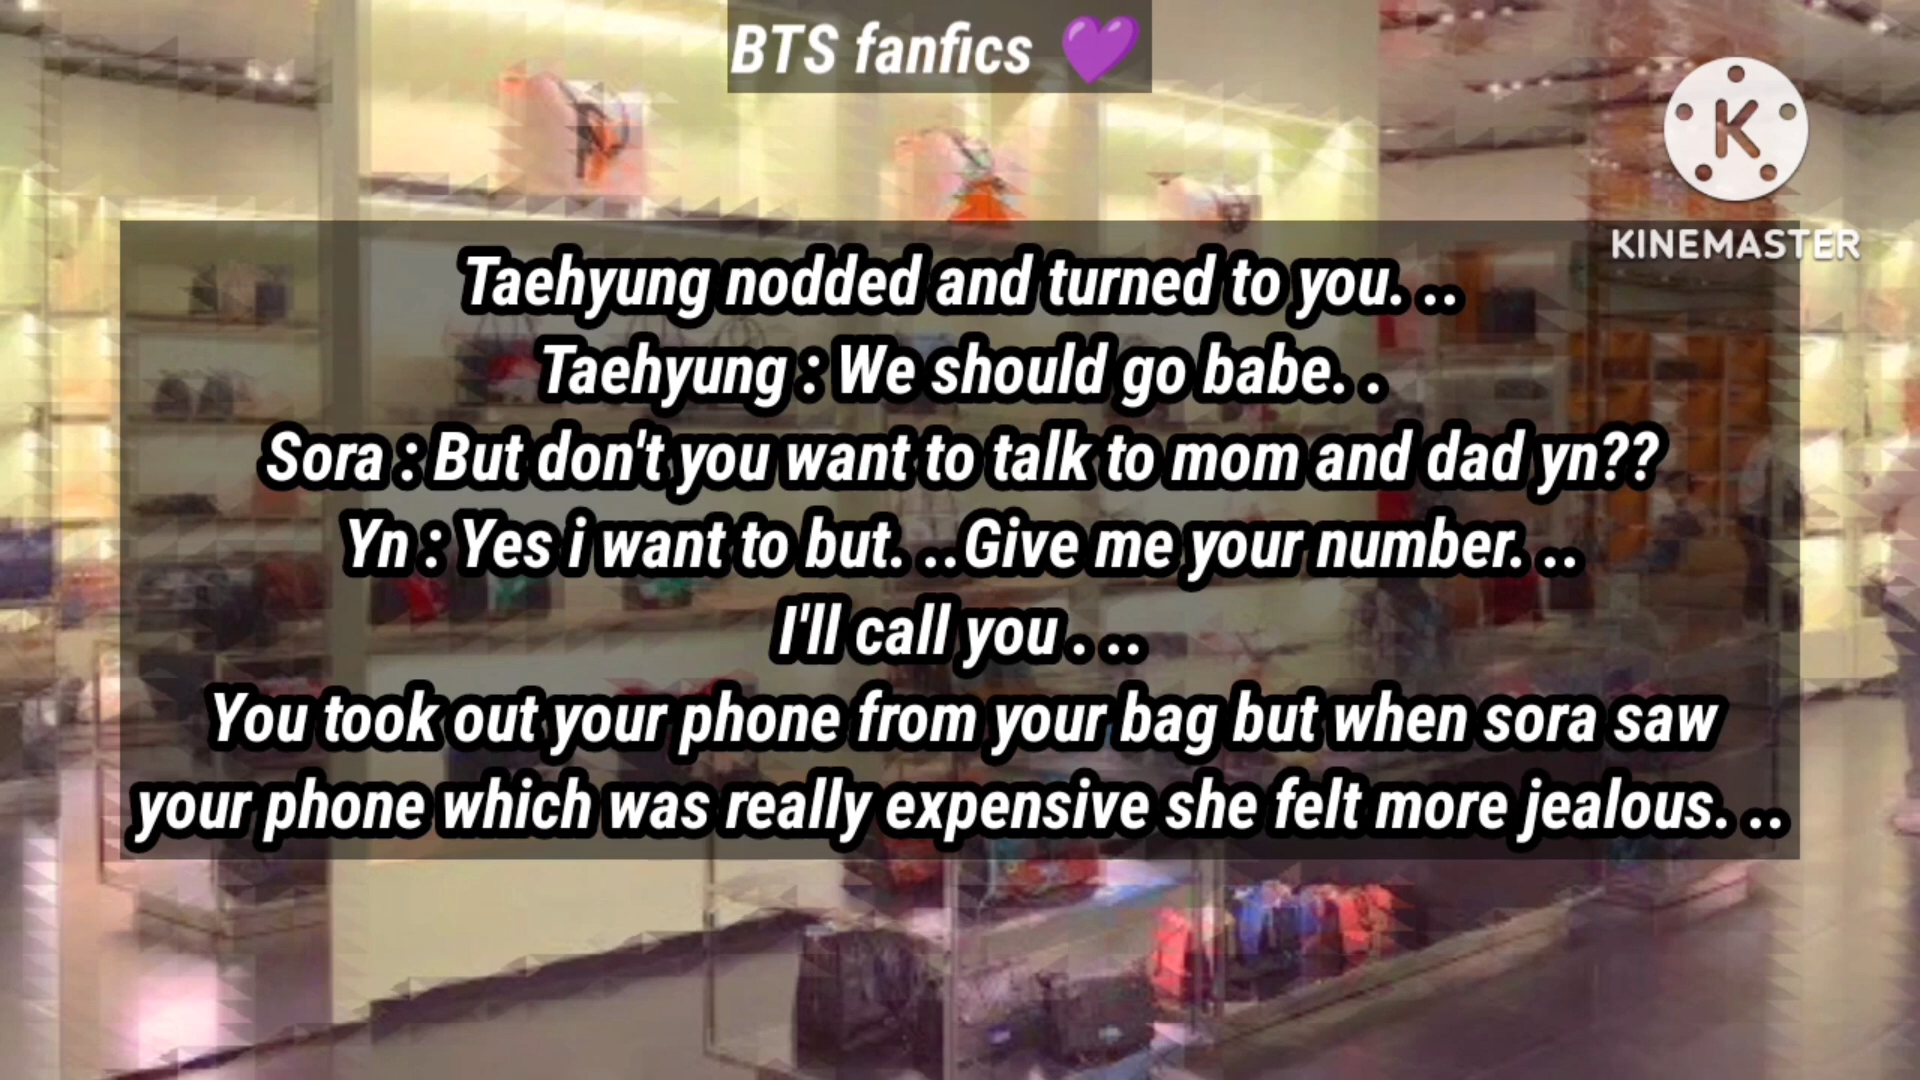 BTS fanfics 💜
KINEMASTER
Taehyung nodded and turned to you. ..
Taehyung : We should go babe. .
Sora : But don't you want to talk to mom and dad yn??
Yn : Yes i want to but. ..Give me your number. ..
I'll call you . ..
You took out your phone from your bag but when sora saw
your phone which was really expensive she felt more jealous. ..